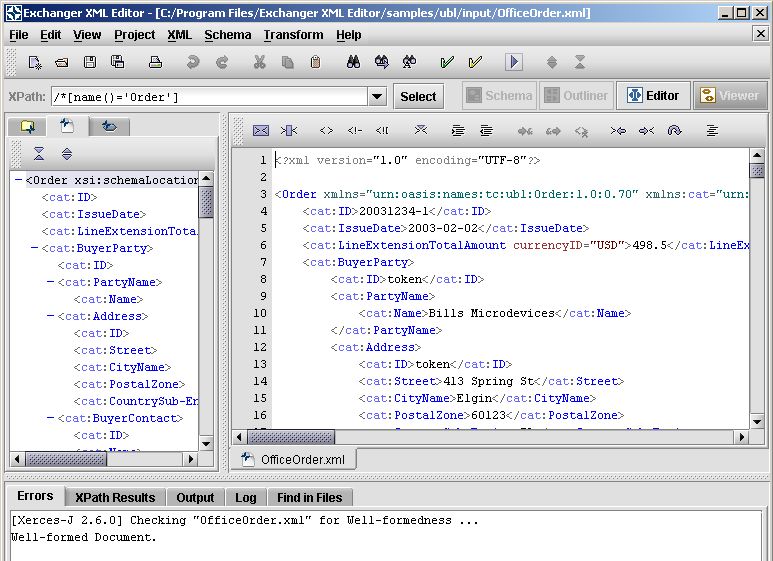 Exchanger XML Editor - [C:/Program Files/Exchanger XML Editor/samples/ubl/input/OfficeOrder.xml]
File Edit View Project XML Schema Transform Help
XPath: /*[name()='Order'] Select Schema Outliner Editor Viewer
<Order xsi:schemaLocation
<cat:ID>
<cat:IssueDate>
<cat:LineExtensionTota
<cat:BuyerParty>
<cat:ID>
<cat:PartyName>
<cat:Name>
<cat:Address>
<cat:ID>
<cat:Street>
<cat:CityName>
<cat:PostalZone>
<cat:CountrySub-En
<cat:BuyerContact>
<cat:ID>
1 <?xml version="1.0" encoding="UTF-8"?>
2
3 <Order xmlns="urn:oasis:names:tc:ubl:Order:1.0:0.70" xmlns:cat="urn:
4 <cat:ID>20031234-1</cat:ID>
5 <cat:IssueDate>2003-02-02</cat:IssueDate>
6 <cat:LineExtensionTotalAmount currencyID="USD">498.5</cat:LineEx
7 <cat:BuyerParty>
8 <cat:ID>token</cat:ID>
9 <cat:PartyName>
10 <cat:Name>Bills Microdevices</cat:Name>
11 </cat:PartyName>
12 <cat:Address>
13 <cat:ID>token</cat:ID>
14 <cat:Street>413 Spring St</cat:Street>
15 <cat:CityName>Elgin</cat:CityName>
16 <cat:PostalZone>60123</cat:PostalZone>
OfficeOrder.xml
Errors XPath Results Output Log Find in Files
[Xerces-J 2.6.0] Checking "OfficeOrder.xml" for Well-formedness ...
Well-formed Document.